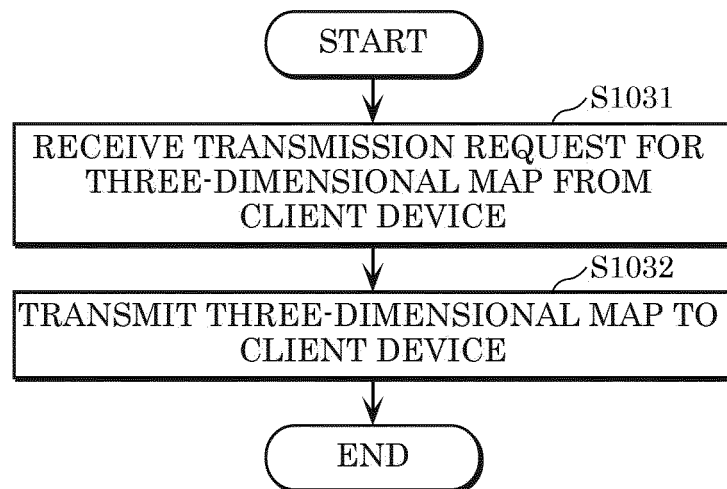 START
S1031
RECEIVE TRANSMISSION REQUEST FOR
THREE-DIMENSIONAL MAP FROM
CLIENT DEVICE
S1032
TRANSMIT THREE-DIMENSIONAL MAP TO
CLIENT DEVICE
END